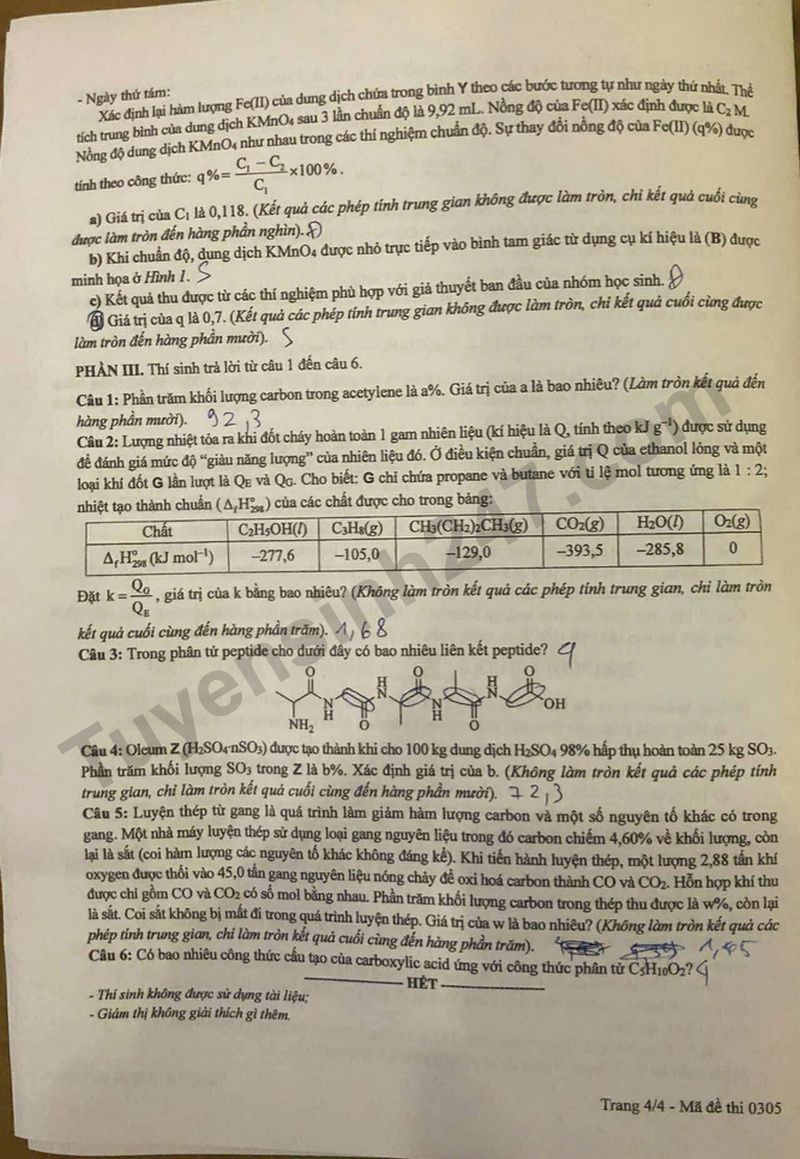 - Ngày thứ tám:
Xác định lại hàm lượng Fe(II) của dung dịch chứa trong bình Y theo các bước tương tự như ngày thứ nhất. Thể
tích trung bình của dung dịch KMnO₄ sau 3 lần chuẩn độ là 9,92 mL. Nồng độ của Fe(II) xác định được là C₂ M.
Nồng độ dung dịch KMnO₄ như nhau trong các thí nghiệm chuẩn độ. Sự thay đổi nồng độ của Fe(II) (q%) được
tính theo công thức: q% = (C₁ − C₂)/C₁ ×100%.
a) Giá trị của C₁ là 0,118. (Kết quả các phép tính trung gian không được làm tròn, chỉ kết quả cuối cùng
được làm tròn đến hàng phần nghìn). Đ
b) Khi chuẩn độ, dung dịch KMnO₄ được nhỏ trực tiếp vào bình tam giác từ dụng cụ kí hiệu là (B) được
minh họa ở Hình 1. S
c) Kết quả thu được từ các thí nghiệm phù hợp với giả thuyết ban đầu của nhóm học sinh. Đ
d) Giá trị của q là 0,7. (Kết quả các phép tính trung gian không được làm tròn, chỉ kết quả cuối cùng được
làm tròn đến hàng phần mười). S
PHẦN III. Thí sinh trả lời từ câu 1 đến câu 6.
Câu 1: Phần trăm khối lượng carbon trong acetylene là a%. Giá trị của a là bao nhiêu? (Làm tròn kết quả đến
hàng phần mười). 92,3
Câu 2: Lượng nhiệt tỏa ra khi đốt cháy hoàn toàn 1 gam nhiên liệu (kí hiệu là Q, tính theo kJ g⁻¹) được sử dụng
để đánh giá mức độ “giàu năng lượng” của nhiên liệu đó. Ở điều kiện chuẩn, giá trị Q của ethanol lỏng và một
loại khí đốt G lần lượt là Q_E và Q_G. Cho biết: G chỉ chứa propane và butane với tỉ lệ mol tương ứng là 1 : 2;
nhiệt tạo thành chuẩn (Δ_fH°₂₉₈) của các chất được cho trong bảng:
Chất C₂H₅OH(l) C₃H₈(g) CH₃(CH₂)₂CH₃(g) CO₂(g) H₂O(l) O₂(g)
Δ_fH°₂₉₈ (kJ mol⁻¹) –277,6 –105,0 –129,0 –393,5 –285,8 0
Đặt k = Q_G/Q_E, giá trị của k bằng bao nhiêu? (Không làm tròn kết quả các phép tính trung gian, chỉ làm tròn
kết quả cuối cùng đến hàng phần trăm). 1,68
Câu 3: Trong phân tử peptide cho dưới đây có bao nhiêu liên kết peptide? 4
O H O H O
N N OH
NH₂ N H O N H O
Câu 4: Oleum Z (H₂SO₄·nSO₃) được tạo thành khi cho 100 kg dung dịch H₂SO₄ 98% hấp thụ hoàn toàn 25 kg SO₃.
Phần trăm khối lượng SO₃ trong Z là b%. Xác định giá trị của b. (Không làm tròn kết quả các phép tính
trung gian, chỉ làm tròn kết quả cuối cùng đến hàng phần mười). 72,3
Câu 5: Luyện thép từ gang là quá trình làm giảm hàm lượng carbon và một số nguyên tố khác có trong
gang. Một nhà máy luyện thép sử dụng loại gang nguyên liệu trong đó carbon chiếm 4,60% về khối lượng, còn
lại là sắt (coi hàm lượng các nguyên tố khác không đáng kể). Khi tiến hành luyện thép, một lượng 2,88 tấn khí
oxygen được thổi vào 45,0 tấn gang nguyên liệu nóng chảy để oxi hoá carbon thành CO và CO₂. Hỗn hợp khí thu
được chỉ gồm CO và CO₂ có số mol bằng nhau. Phần trăm khối lượng carbon trong thép thu được là w%, còn lại
là sắt. Coi sắt không bị mất đi trong quá trình luyện thép. Giá trị của w là bao nhiêu? (Không làm tròn kết quả các
phép tính trung gian, chỉ làm tròn kết quả cuối cùng đến hàng phần trăm). 1,45
Câu 6: Có bao nhiêu công thức cấu tạo của carboxylic acid ứng với công thức phân tử C₅H₁₀O₂? 4
HẾT
- Thí sinh không được sử dụng tài liệu;
- Giám thị không giải thích gì thêm.
Trang 4/4 - Mã đề thi 0305
Tuyensinh247.com